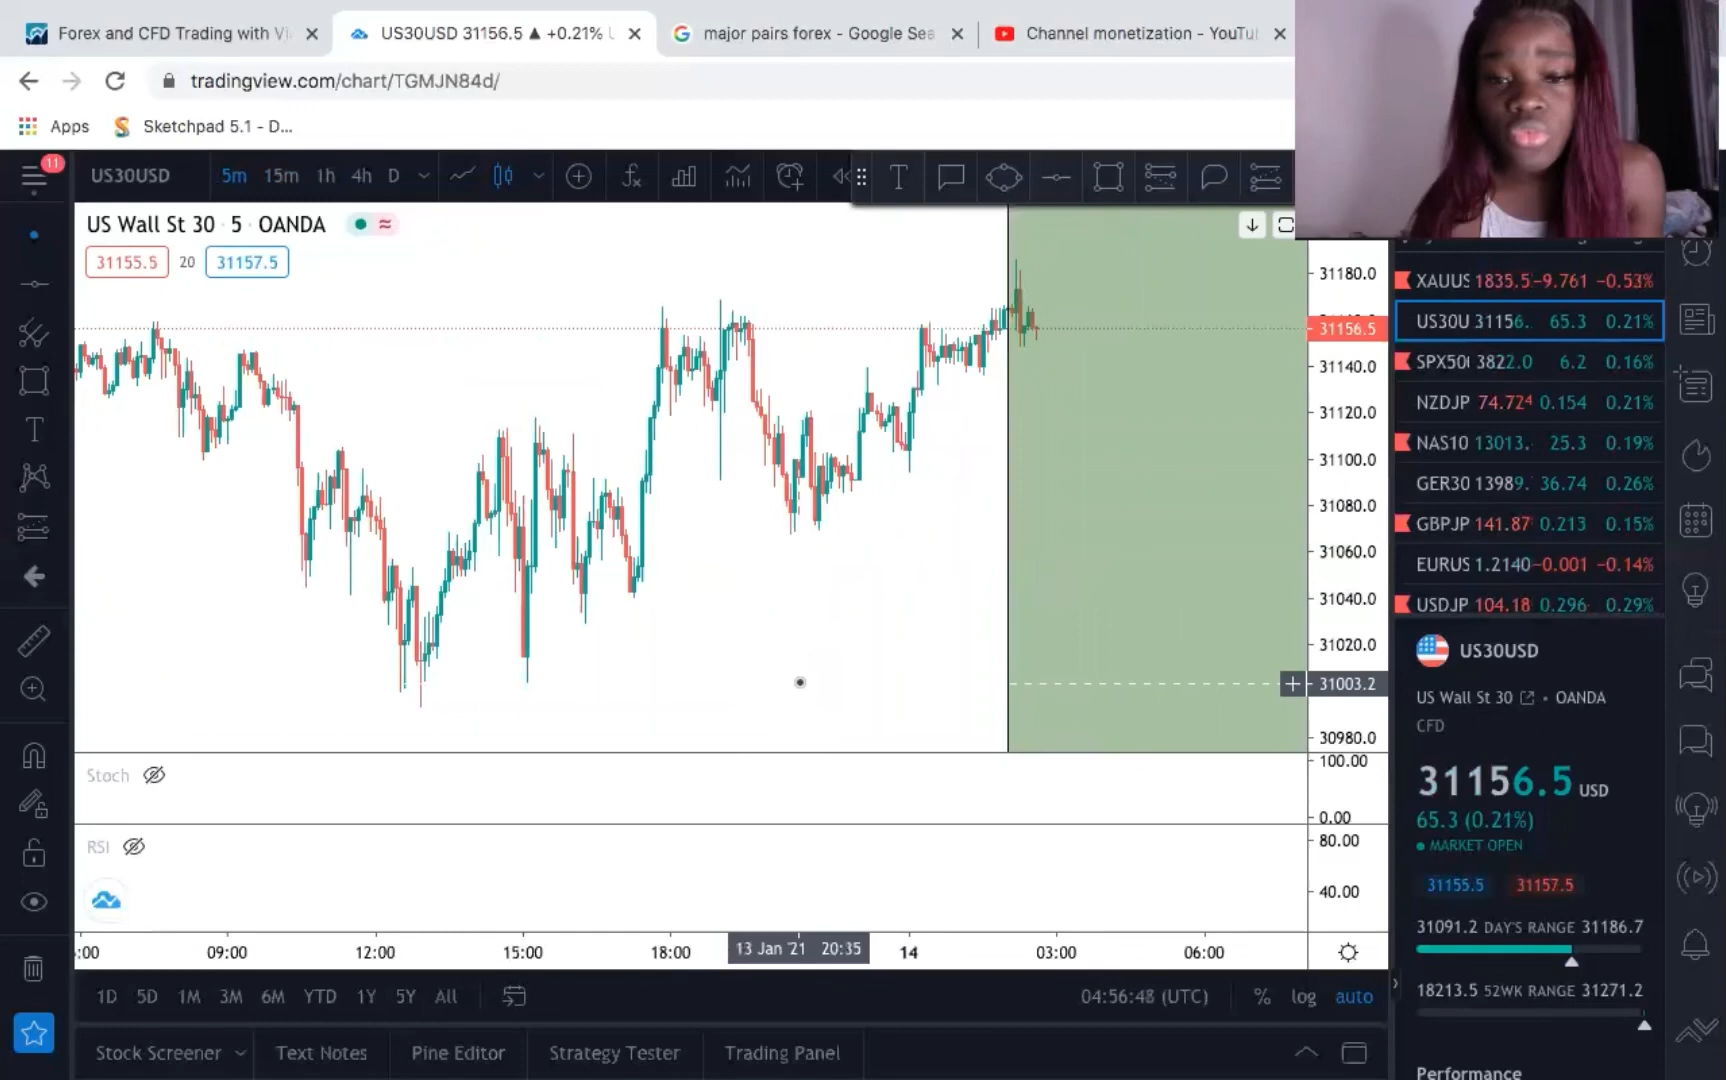 Forex and CFD Trading with Vi
US30USD 31156.5 ▲ +0.21% U
major pairs forex - Google Sea
Channel monetization - YouTu
tradingview.com/chart/TGMJN84d/
Apps
Sketchpad 5.1 - D...
11
US30USD
5m 15m 1h 4h D
US Wall St 30 · 5 · OANDA
31155.5 20 31157.5
31180.0
31156.5
31140.0
31120.0
31100.0
31080.0
31060.0
31040.0
31020.0
31003.2
30980.0
Stoch
100.00
0.00
RSI
80.00
40.00
:00 09:00 12:00 15:00 18:00 13 Jan '21 20:35 14 03:00 06:00
1D 5D 1M 3M 6M YTD 1Y 5Y All
04:56:48 (UTC) % log auto
Stock Screener Text Notes Pine Editor Strategy Tester Trading Panel
XAUUS 1835.5 -9.761 -0.53%
US30U 31156. 65.3 0.21%
SPX50 3822.0 6.2 0.16%
NZDJP 74.724 0.154 0.21%
NAS10 13013. 25.3 0.19%
GER30 13989. 36.74 0.26%
GBPJP 141.87 0.213 0.15%
EURUS 1.2140 -0.001 -0.14%
USDJP 104.18 0.296 0.29%
US30USD
US Wall St 30 • OANDA
CFD
31156.5 USD
65.3 (0.21%)
MARKET OPEN
31155.5 31157.5
31091.2 DAY'S RANGE 31186.7
18213.5 52WK RANGE 31271.2
Performance